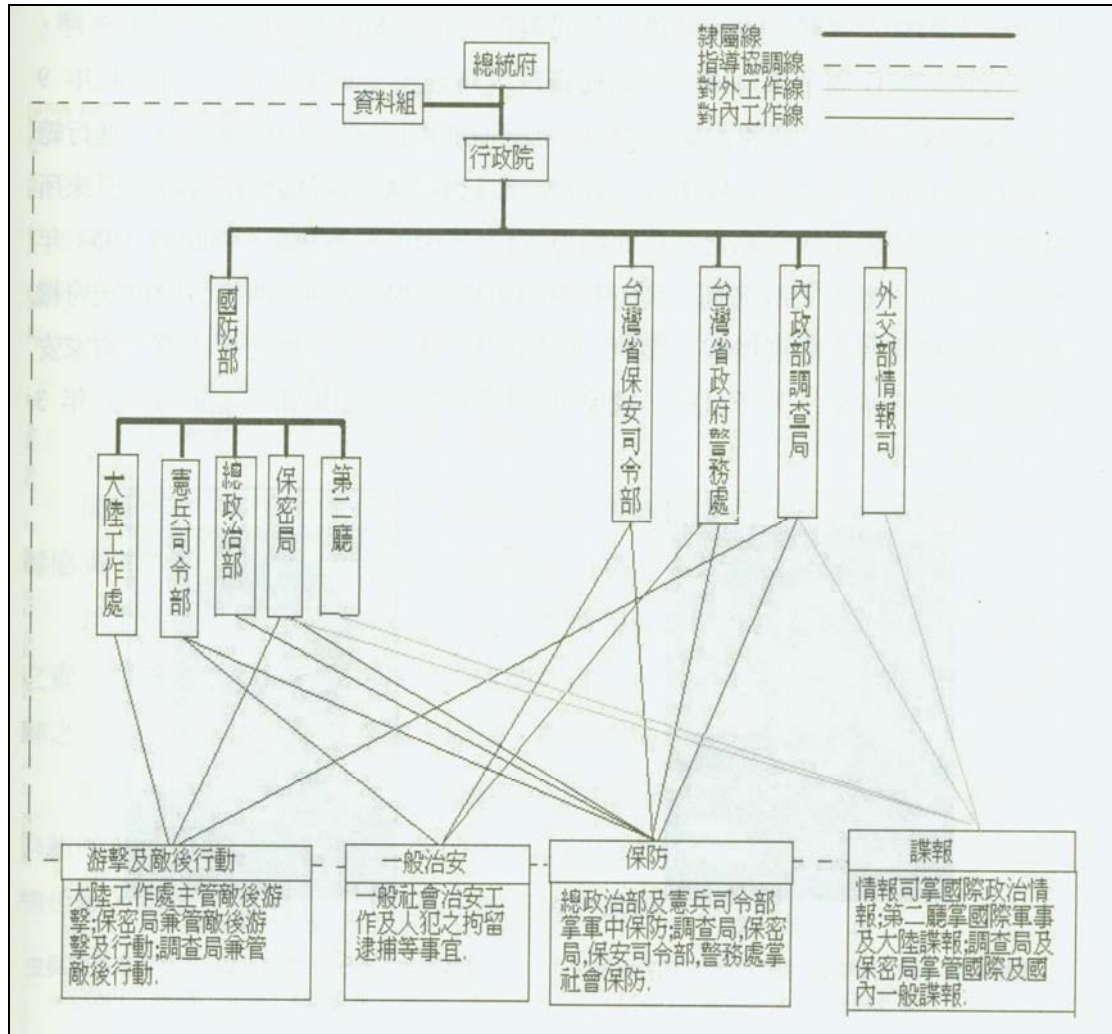 隸屬線
指導協調線
對外工作線
對內工作線
總統府
資料組
行政院
國防部
台灣省保安司令部
台灣省政府警務處
內政部調查局
外交部情報司
大陸工作處
憲兵司令部
總政治部
保密局
第二廳
游擊及敵後行動
大陸工作處主管敵後游
擊;保密局兼管敵後游
擊及行動;調查局兼管
敵後行動.
一般治安
一般社會治安工
作及人犯之拘留
逮捕等事宜.
保防
總政治部及憲兵司令部
掌軍中保防;調查局,保密
局,保安司令部,警務處掌
社會保防.
諜報
情報司掌國際政治情
報;第二廳掌國際軍事
及大陸諜報;調查局及
保密局掌管國際及國
內一般諜報.